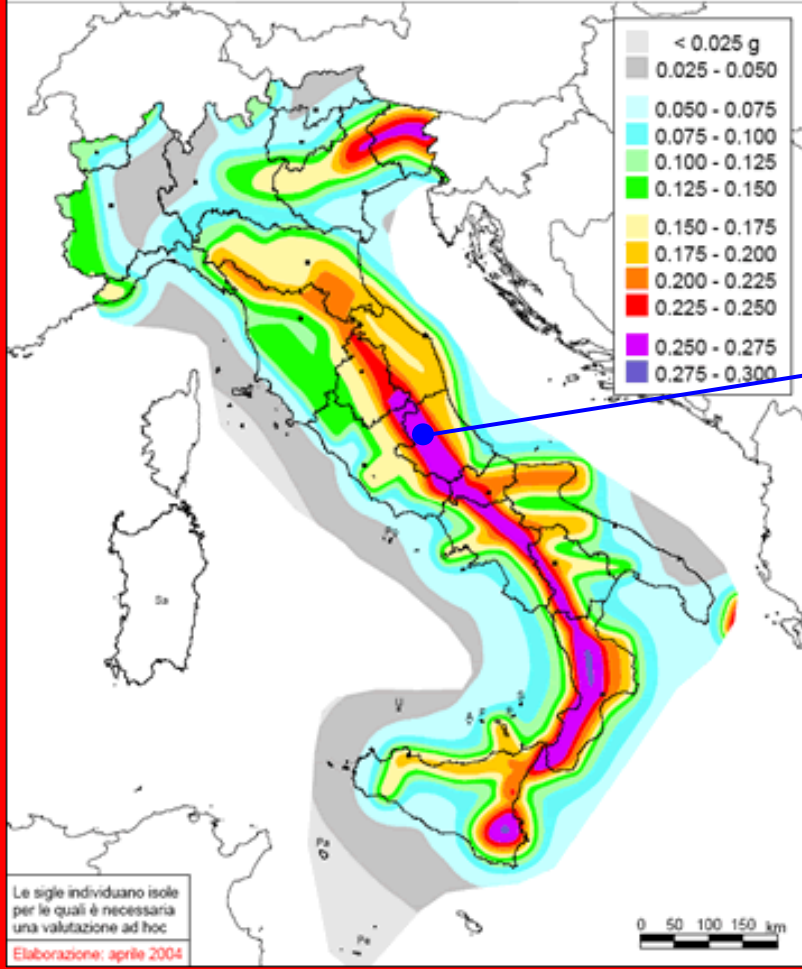 < 0.025 g
0.025 - 0.050
0.050 - 0.075
0.075 - 0.100
0.100 - 0.125
0.125 - 0.150
0.150 - 0.175
0.175 - 0.200
0.200 - 0.225
0.225 - 0.250
0.250 - 0.275
0.275 - 0.300
Sa
U
A
Pa
Pe
Le sigle individuano isole
per le quali è necessaria
una valutazione ad hoc
Elaborazione: aprile 2004
0 50 100 150 km